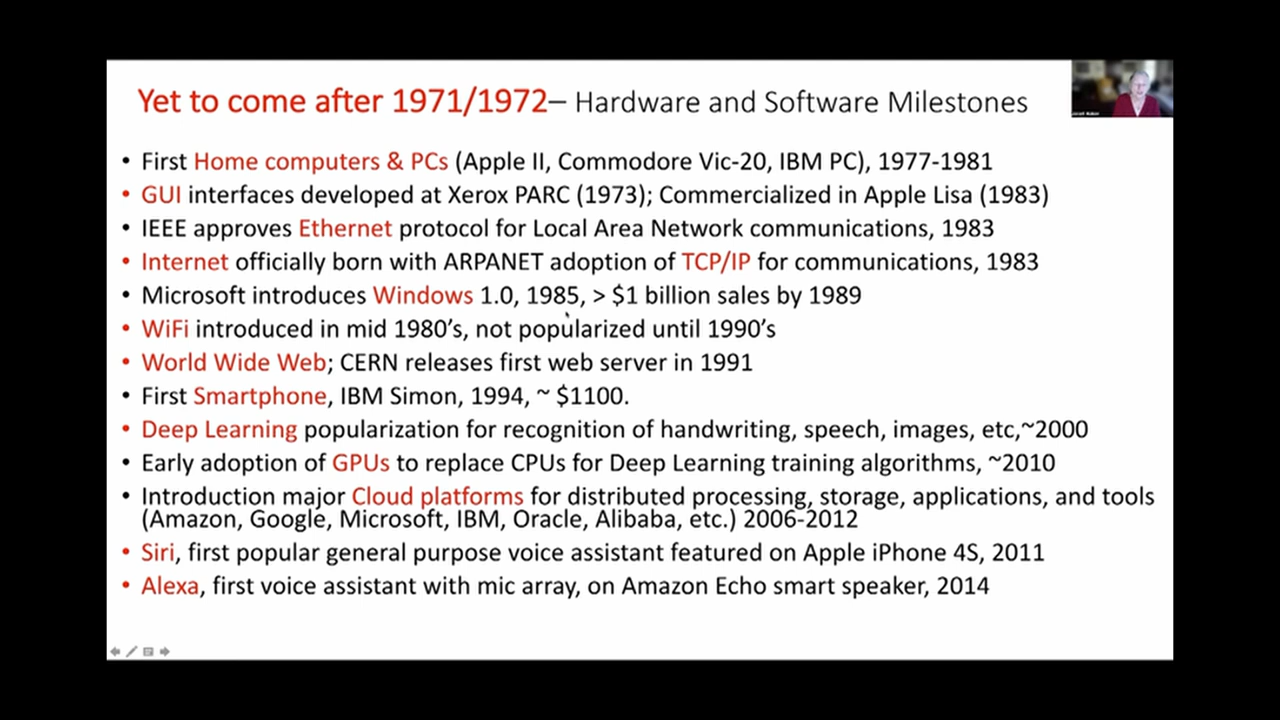 Yet to come after 1971/1972– Hardware and Software Milestones
• First Home computers & PCs (Apple II, Commodore Vic-20, IBM PC), 1977-1981
• GUI interfaces developed at Xerox PARC (1973); Commercialized in Apple Lisa (1983)
• IEEE approves Ethernet protocol for Local Area Network communications, 1983
• Internet officially born with ARPANET adoption of TCP/IP for communications, 1983
• Microsoft introduces Windows 1.0, 1985, > $1 billion sales by 1989
• WiFi introduced in mid 1980’s, not popularized until 1990’s
• World Wide Web; CERN releases first web server in 1991
• First Smartphone, IBM Simon, 1994, ~ $1100.
• Deep Learning popularization for recognition of handwriting, speech, images, etc,~2000
• Early adoption of GPUs to replace CPUs for Deep Learning training algorithms, ~2010
• Introduction major Cloud platforms for distributed processing, storage, applications, and tools
(Amazon, Google, Microsoft, IBM, Oracle, Alibaba, etc.) 2006-2012
• Siri, first popular general purpose voice assistant featured on Apple iPhone 4S, 2011
• Alexa, first voice assistant with mic array, on Amazon Echo smart speaker, 2014